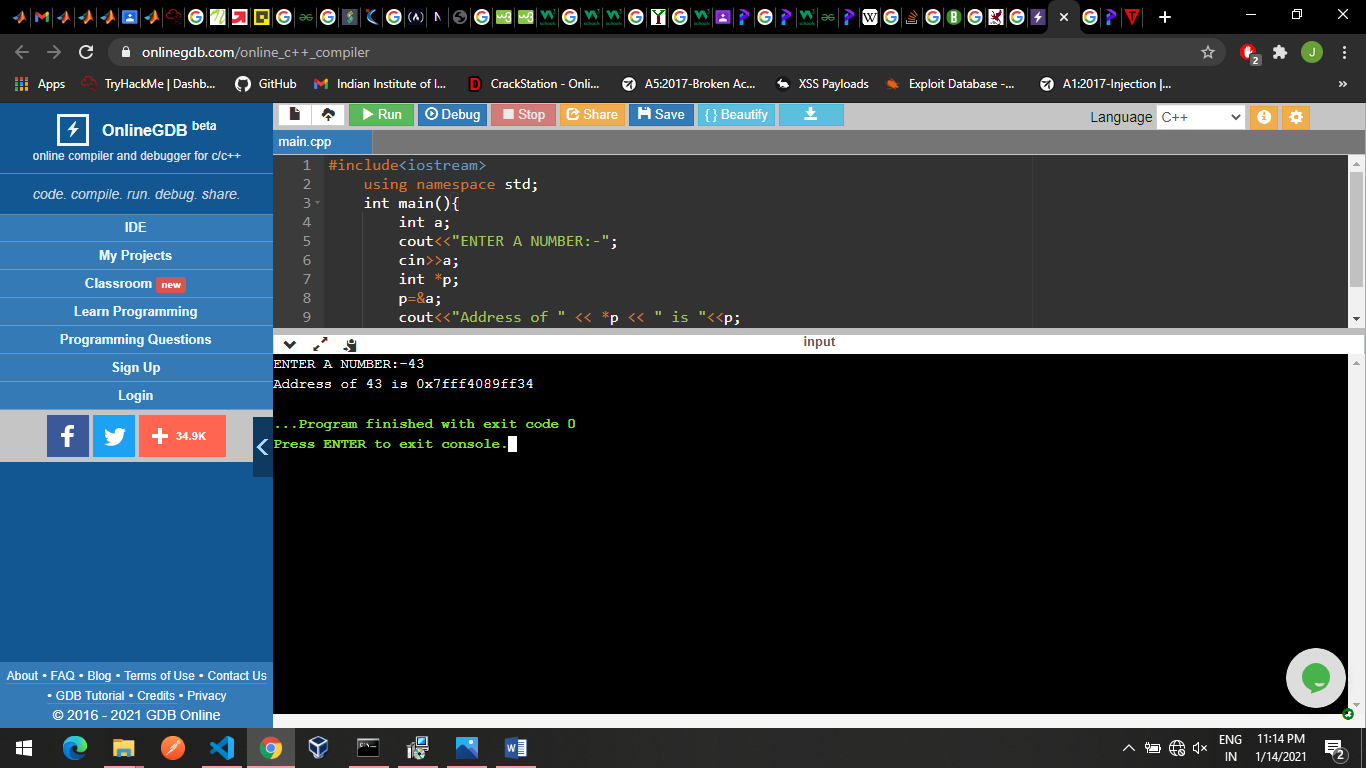 onlinegdb.com/online_c++_compiler
J
2
Apps TryHackMe | Dashb... GitHub Indian Institute of I... CrackStation - Onli... A5:2017-Broken Ac... XSS Payloads Exploit Database -... A1:2017-Injection |... »
OnlineGDB beta
online compiler and debugger for c/c++
code. compile. run. debug. share.
IDE
My Projects
Classroom new
Learn Programming
Programming Questions
Sign Up
Login
34.9K
About • FAQ • Blog • Terms of Use • Contact Us
• GDB Tutorial • Credits • Privacy
© 2016 - 2021 GDB Online
Run Debug Stop Share Save { } Beautify
Language C++
main.cpp
1 #include<iostream>
2 using namespace std;
3 int main(){
4 int a;
5 cout<<"ENTER A NUMBER:-";
6 cin>>a;
7 int *p;
8 p=&a;
9 cout<<"Address of " << *p << " is "<<p;
input
ENTER A NUMBER:-43
Address of 43 is 0x7fff4089ff34
...Program finished with exit code 0
Press ENTER to exit console.
ENG
IN
11:14 PM
1/14/2021
2